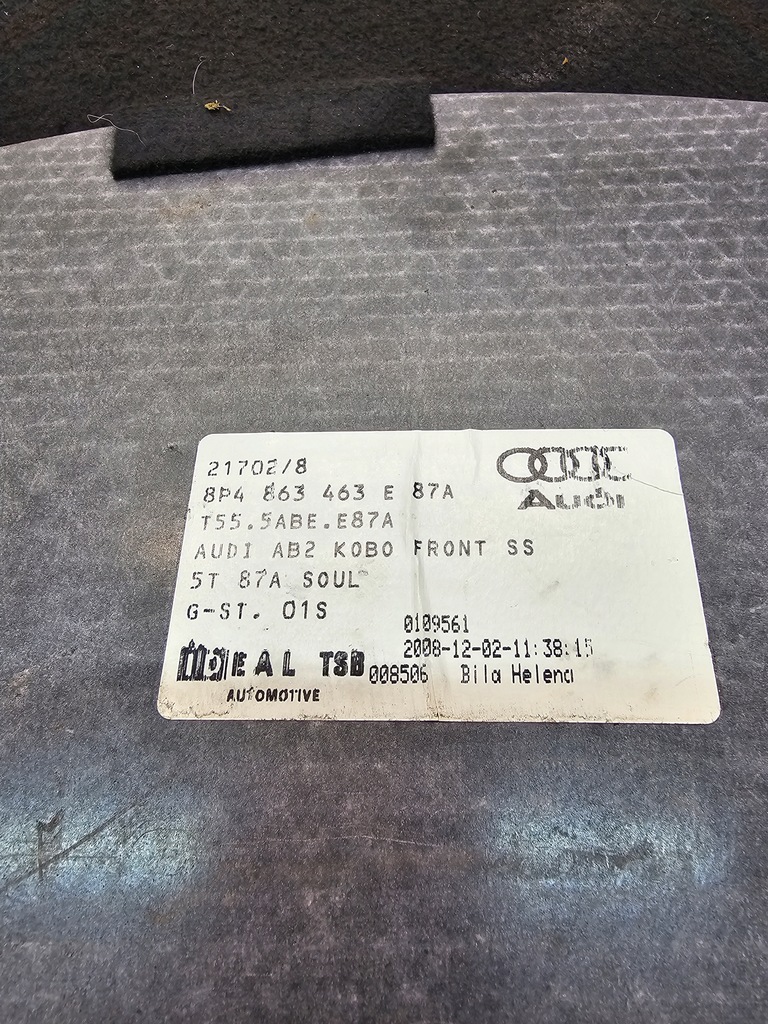 21702/8
8P4 863 463 E 87A
T55.5ABE.E87A
AUDI AB2 KOBO FRONT SS
5T 87A SOUL
G-ST. 01S
Audi
0109561
2008-12-02-11:38:15
008506 Bila Helena
IDEAL TSB
AUTOMOTIVE